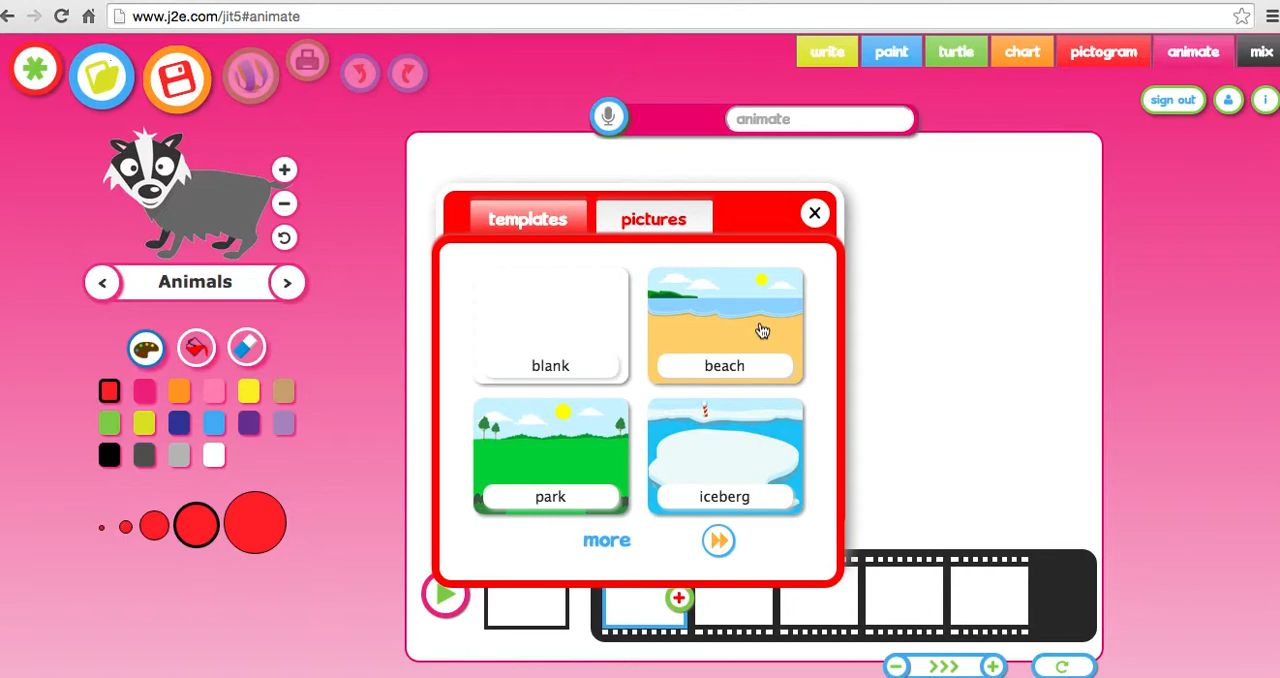 www.j2e.com/jit5#animate
write paint turtle chart pictogram animate mix
sign out i
animate
templates pictures
Animals
blank beach
park iceberg
more